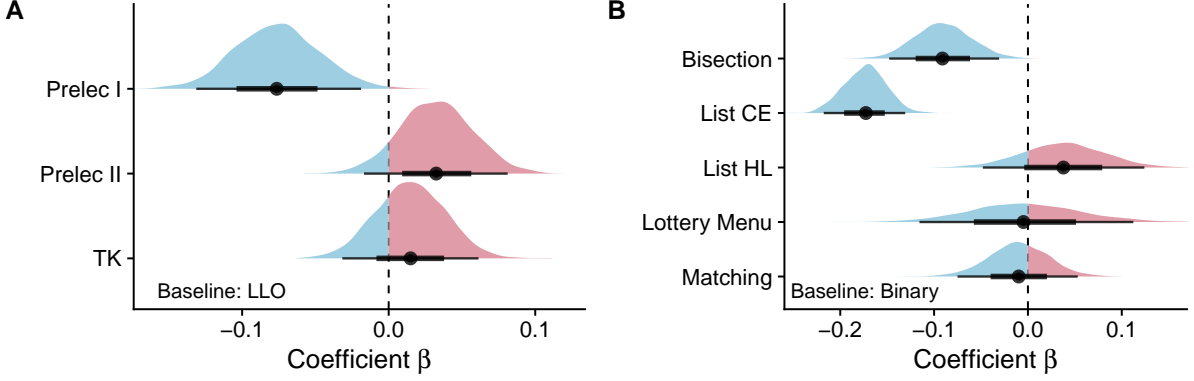 A
Prelec I
Prelec II
TK
Baseline: LLO
−0.1
0.0
0.1
Coefficient β
B
Bisection
List CE
List HL
Lottery Menu
Matching
Baseline: Binary
−0.2
−0.1
0.0
0.1
Coefficient β